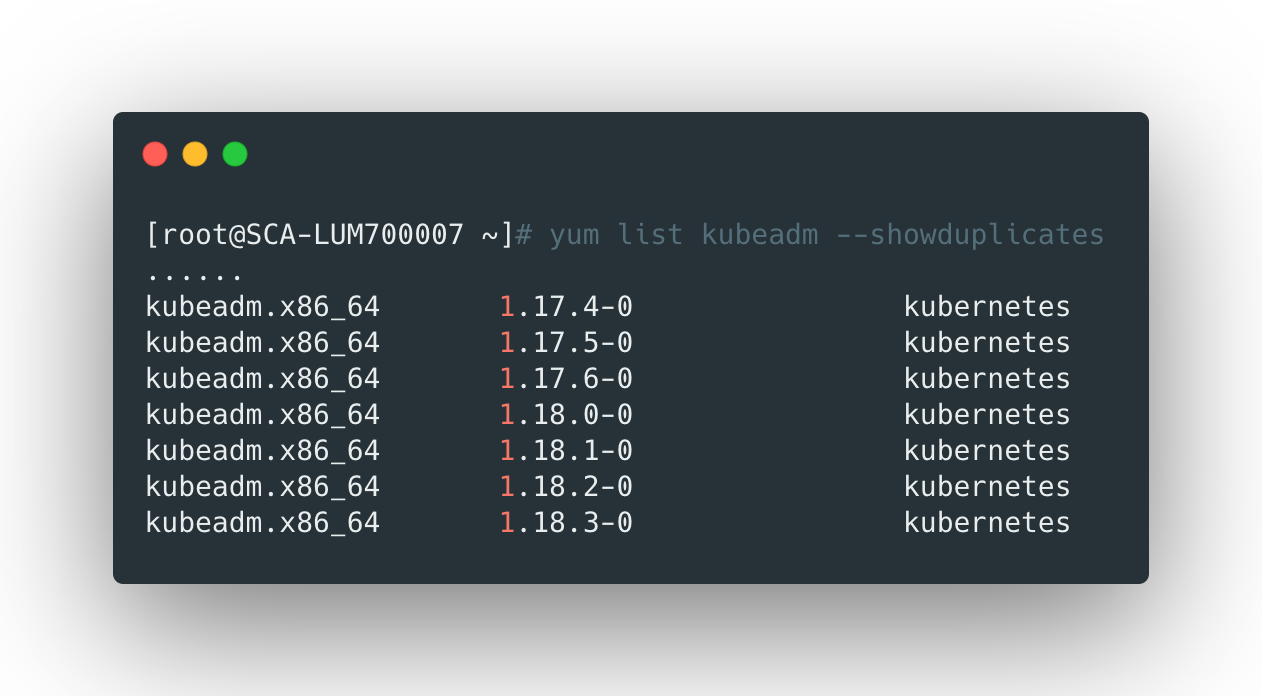 [root@SCA-LUM700007 ~]# yum list kubeadm --showduplicates
......
kubeadm.x86_64       1.17.4-0                kubernetes
kubeadm.x86_64       1.17.5-0                kubernetes
kubeadm.x86_64       1.17.6-0                kubernetes
kubeadm.x86_64       1.18.0-0                kubernetes
kubeadm.x86_64       1.18.1-0                kubernetes
kubeadm.x86_64       1.18.2-0                kubernetes
kubeadm.x86_64       1.18.3-0                kubernetes